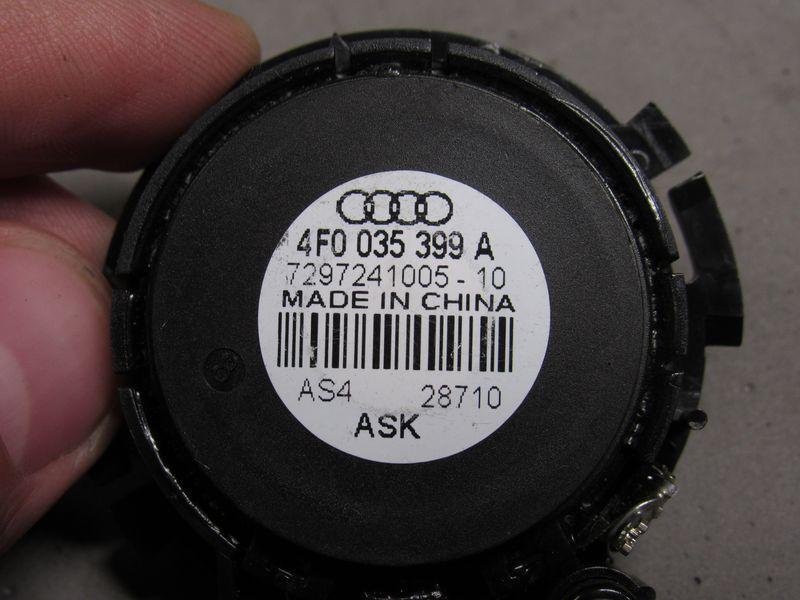 4F0 035 399 A
7297241005 - 10
MADE IN CHINA
AS4 28710
ASK